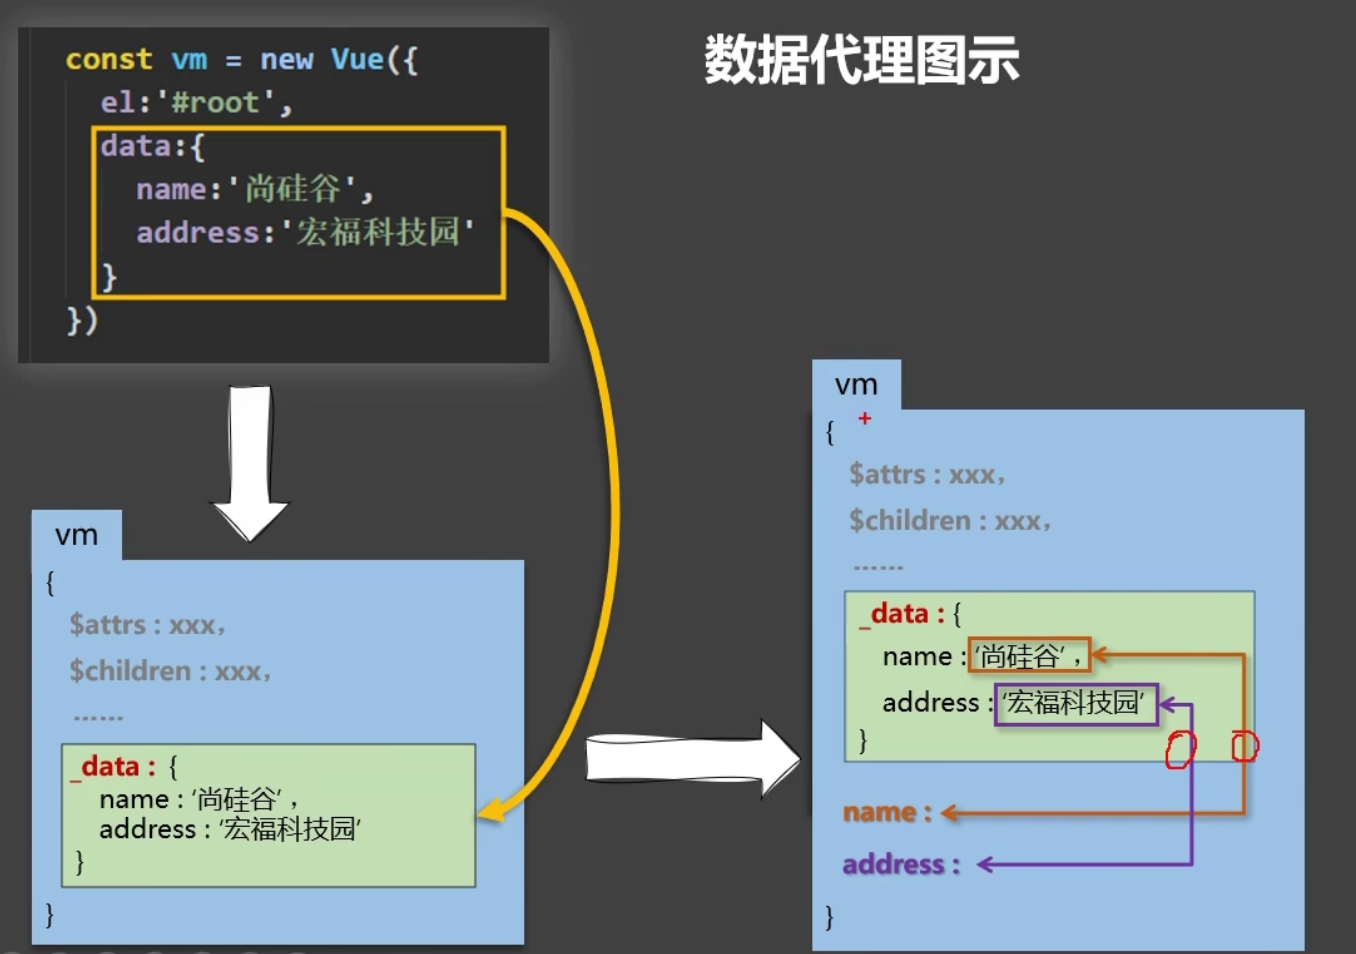 数据代理图示
const vm = new Vue({
el:'#root',
data:{
name:'尚硅谷',
address:'宏福科技园'
}
})
vm
{
$attrs : xxx，
$children : xxx，
......
_data : {
name : ‘尚硅谷’，
address : ‘宏福科技园’
}
}
vm
{
$attrs : xxx，
$children : xxx，
......
_data : {
name : ‘尚硅谷’，
address : ‘宏福科技园’
}
name :
address :
}